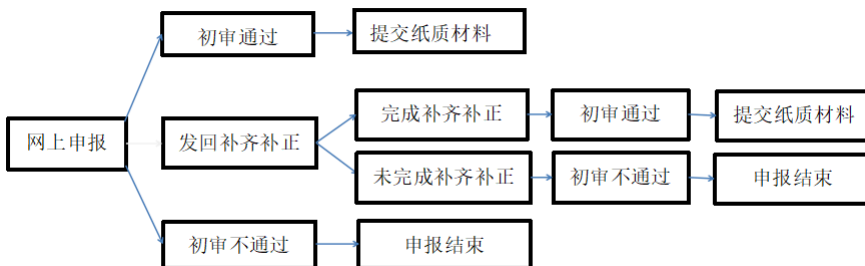 初审通过
提交纸质材料
网上申报
发回补齐补正
完成补齐补正
初审通过
提交纸质材料
未完成补齐补正
初审不通过
申报结束
初审不通过
申报结束